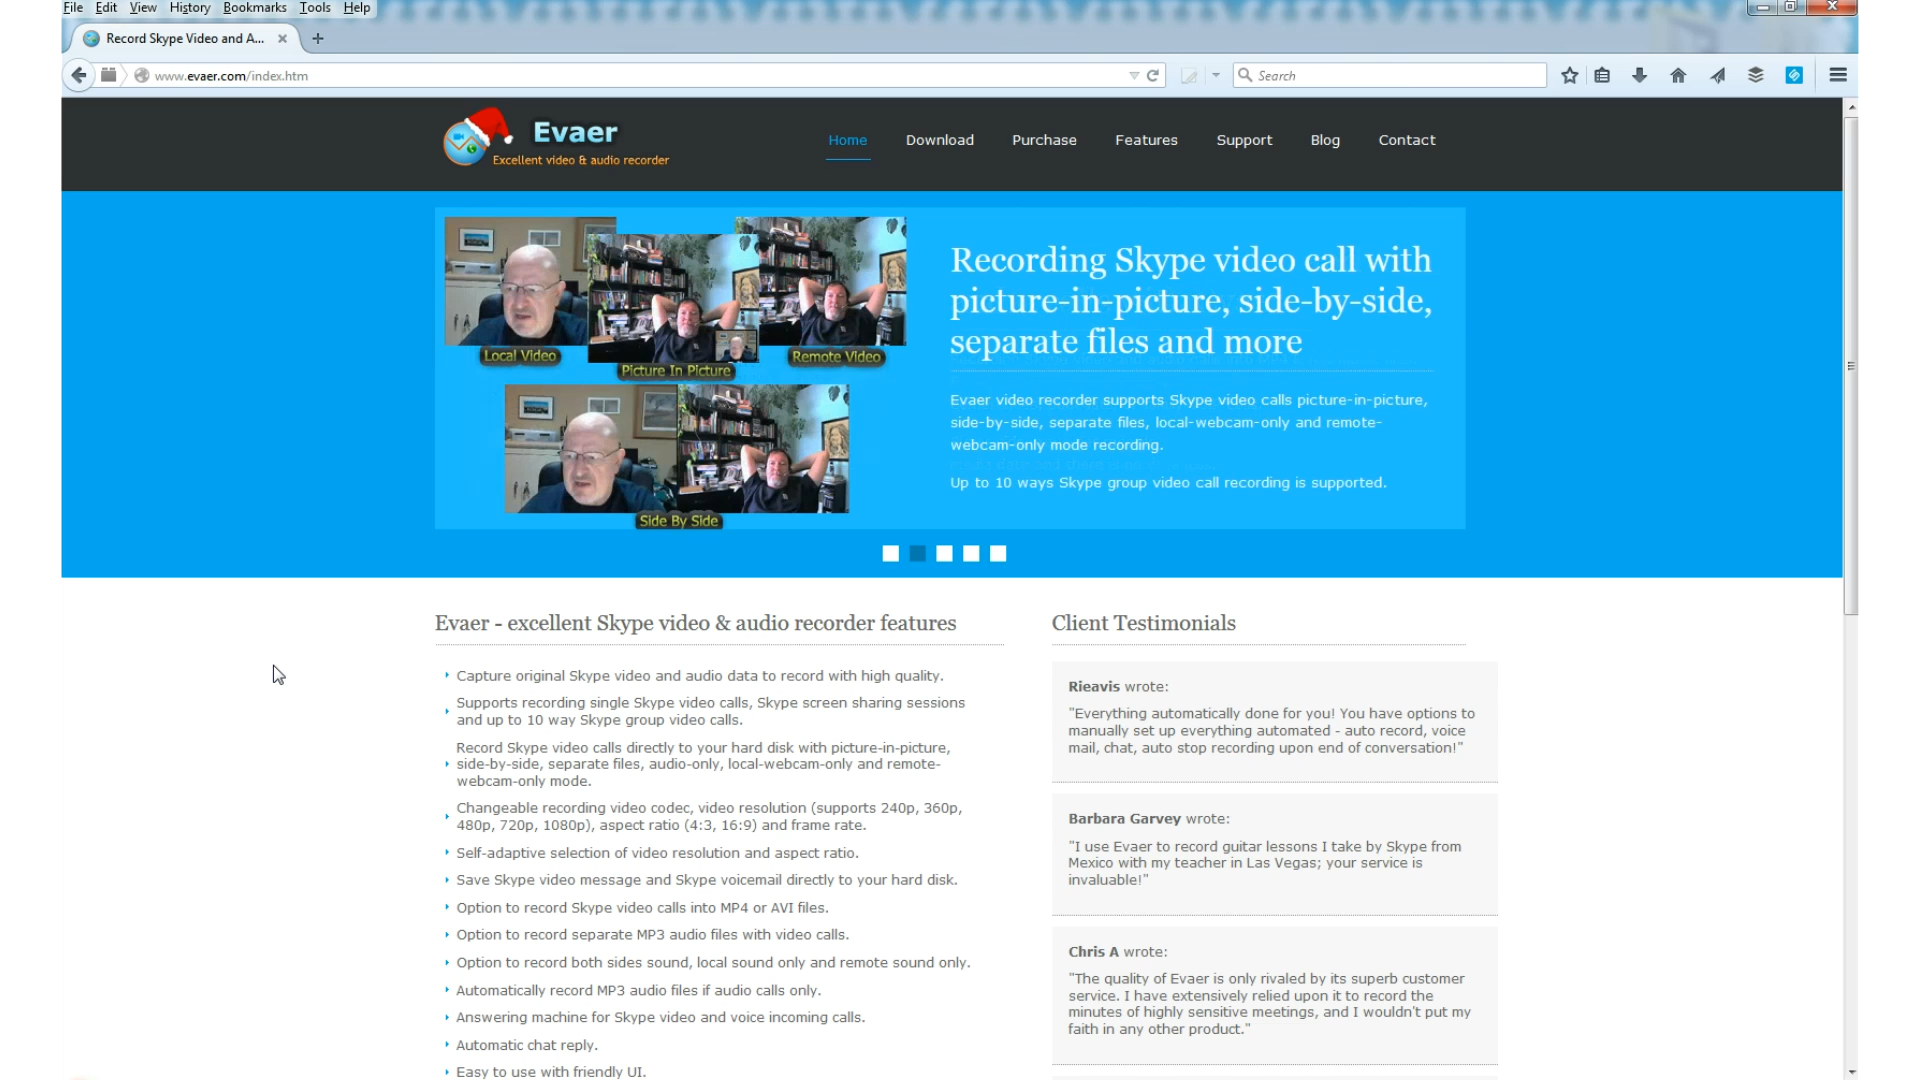 File Edit View History Bookmarks Tools Help
Record Skype Video and A...
www.evaer.com/index.htm
Search
Evaer
Excellent video & audio recorder
Home Download Purchase Features Support Blog Contact
Local Video
Picture In Picture
Remote Video
Side By Side
Recording Skype video call with
picture-in-picture, side-by-side,
separate files and more
Evaer video recorder supports Skype video calls picture-in-picture,
side-by-side, separate files, local-webcam-only and remote-
webcam-only mode recording.
Up to 10 ways Skype group video call recording is supported.
Evaer - excellent Skype video & audio recorder features
Capture original Skype video and audio data to record with high quality.
Supports recording single Skype video calls, Skype screen sharing sessions
and up to 10 way Skype group video calls.
Record Skype video calls directly to your hard disk with picture-in-picture,
side-by-side, separate files, audio-only, local-webcam-only and remote-
webcam-only mode.
Changeable recording video codec, video resolution (supports 240p, 360p,
480p, 720p, 1080p), aspect ratio (4:3, 16:9) and frame rate.
Self-adaptive selection of video resolution and aspect ratio.
Save Skype video message and Skype voicemail directly to your hard disk.
Option to record Skype video calls into MP4 or AVI files.
Option to record separate MP3 audio files with video calls.
Option to record both sides sound, local sound only and remote sound only.
Automatically record MP3 audio files if audio calls only.
Answering machine for Skype video and voice incoming calls.
Automatic chat reply.
Easy to use with friendly UI.
Client Testimonials
Rieavis wrote:
"Everything automatically done for you! You have options to
manually set up everything automated - auto record, voice
mail, chat, auto stop recording upon end of conversation!"
Barbara Garvey wrote:
"I use Evaer to record guitar lessons I take by Skype from
Mexico with my teacher in Las Vegas; your service is
invaluable!"
Chris A wrote:
"The quality of Evaer is only rivaled by its superb customer
service. I have extensively relied upon it to record the
minutes of highly sensitive meetings, and I wouldn't put my
faith in any other product."